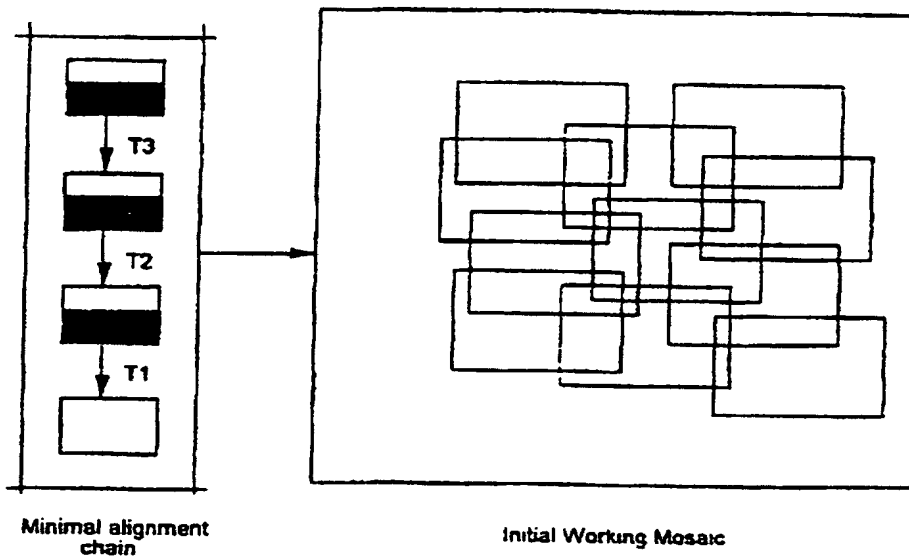 T3
T2
T1
Minimal alignment
chain
Initial Working Mosaic